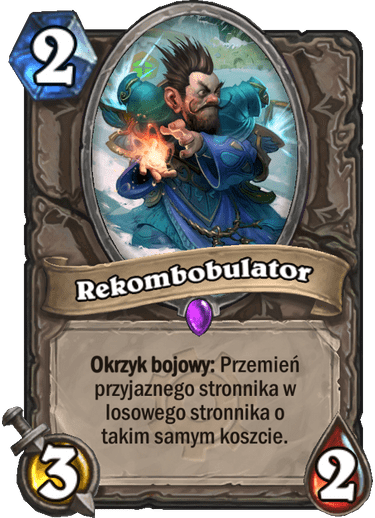 2
Rekombobulator
Okrzyk bojowy: Przemień
przyjaznego stronnika w
losowego stronnika o
takim samym koszcie.
3
2